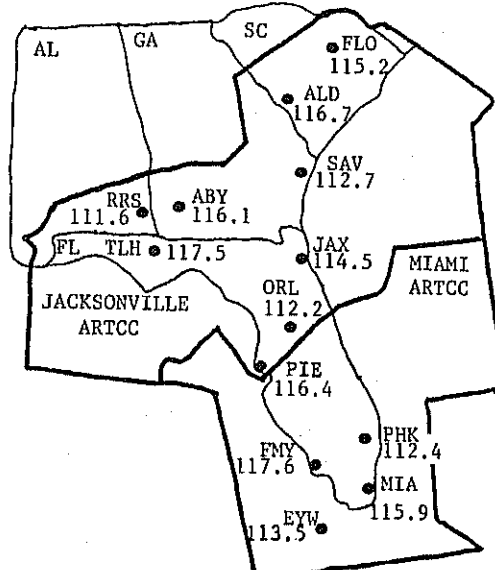 AL
GA
SC
FLO
115.2
ALD
116.7
SAV
112.7
RRS
111.6
ABY
116.1
FL
TLH
117.5
JAX
114.5
MIAMI
ARTCC
ORL
112.2
JACKSONVILLE
ARTCC
PIE
116.4
PHK
112.4
FMY
117.6
MIA
115.9
EYW
113.5